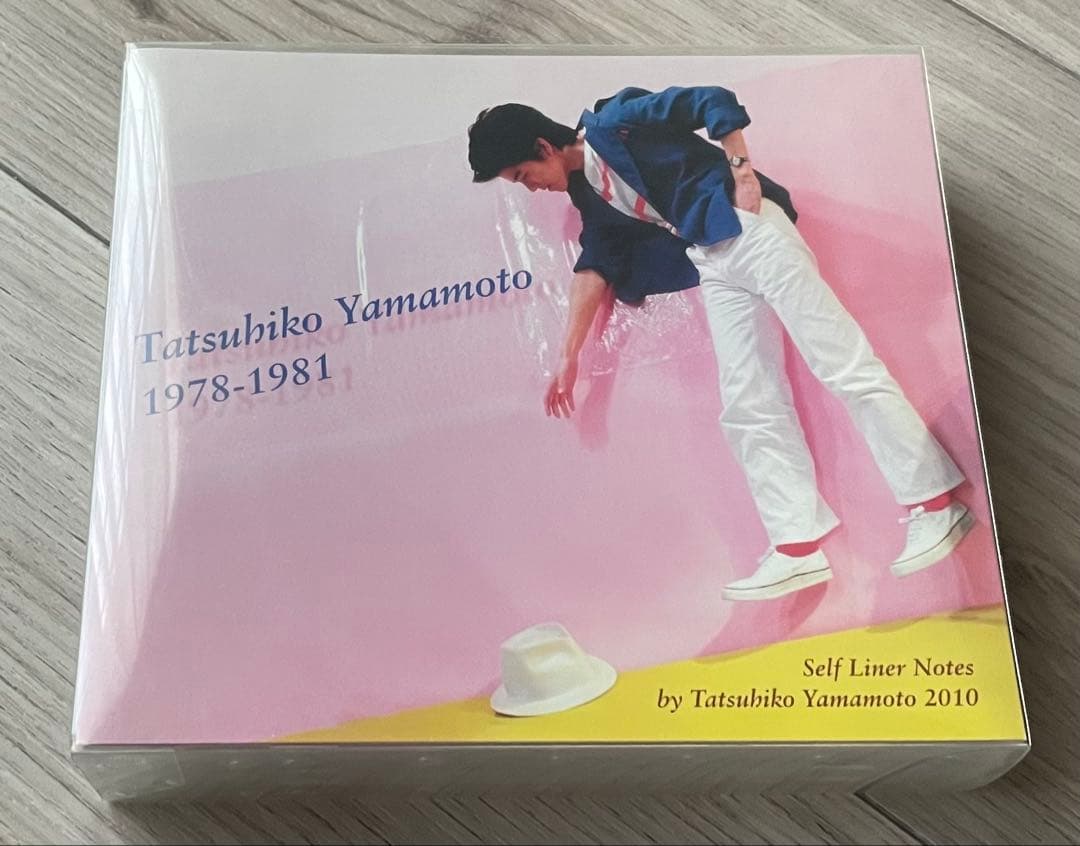 Tatsuhiko Yamamoto
1978-1981
Self Liner Notes
by Tatsuhiko Yamamoto 2010